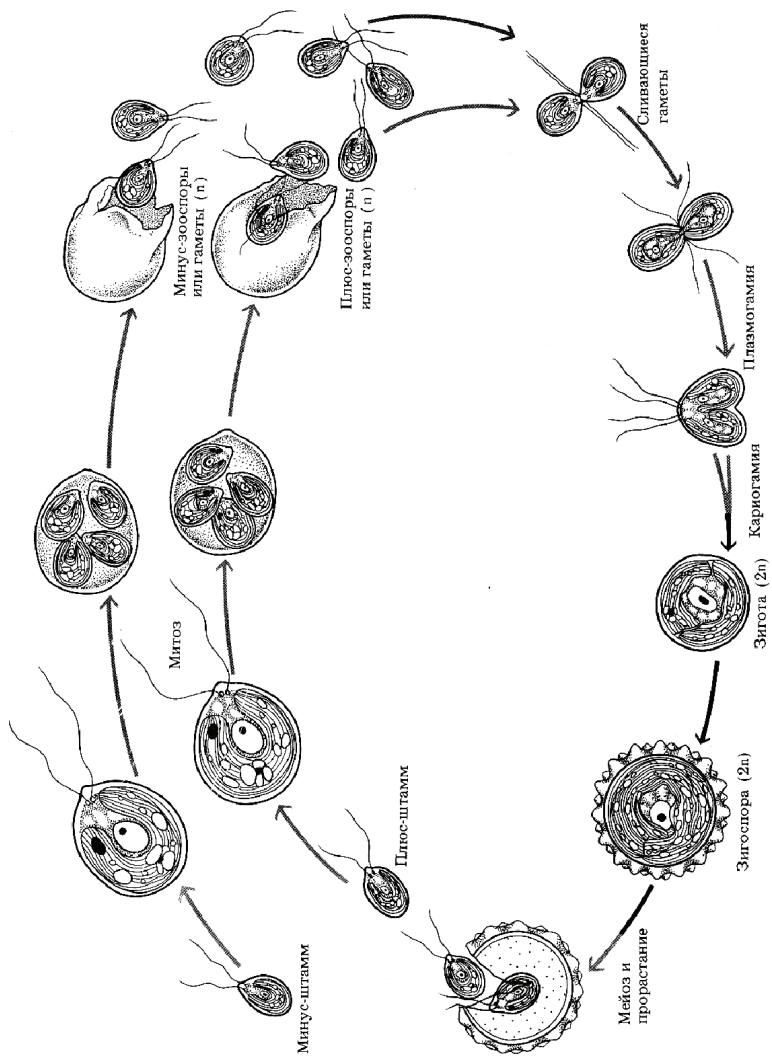 Минус-штамм
Плюс-штамм
Митоз
Минус-зооспоры
или гаметы (n)
Плюс-зооспоры
или гаметы (n)
Сливающиеся
гаметы
Плазмогамия
Кариогамия
Зигота (2n)
Зигоспора (2n)
Мейоз и
прорастание